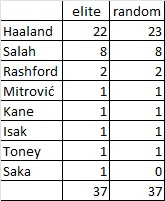 elite random
Haaland 22 23
Salah 8 8
Rashford 2 2
Mitrović 1 1
Kane 1 1
Isak 1 1
Toney 1 1
Saka 1 0
37 37